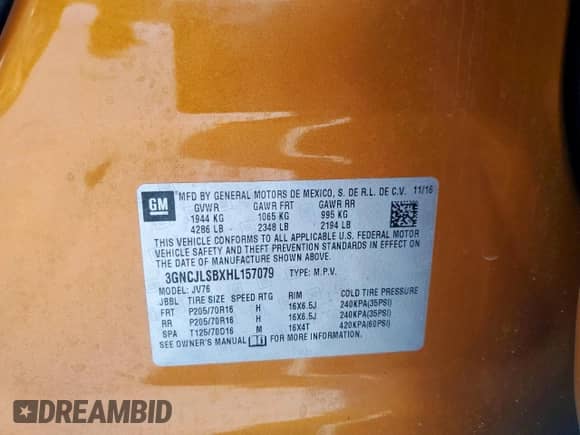 GM
MFD BY GENERAL MOTORS DE MEXICO, S. DE R.L. DE C.V. 11/16
GVWR GAWR FRT GAWR RR
1944 KG 1065 KG 995 KG
4286 LB 2348 LB 2194 LB
THIS VEHICLE CONFORMS TO ALL APPLICABLE U.S. FEDERAL MOTOR
VEHICLE SAFETY AND THEFT PREVENTION STANDARDS IN EFFECT ON
THE DATE OF MANUFACTURE SHOWN ABOVE.
3GNCJLSBXHL157079 TYPE: M.P.V.
MODEL: JV76
JBBL TIRE SIZE SPEED RTG RIM COLD TIRE PRESSURE
FRT P205/70R16 H 16X6.5J 240KPA(35PSI)
RR P205/70R16 H 16X6.5J 240KPA(35PSI)
SPA T125/70D16 M 16X4T 420KPA(60PSI)
SEE OWNER'S MANUAL FOR MORE INFORMATION.
DREAMBID